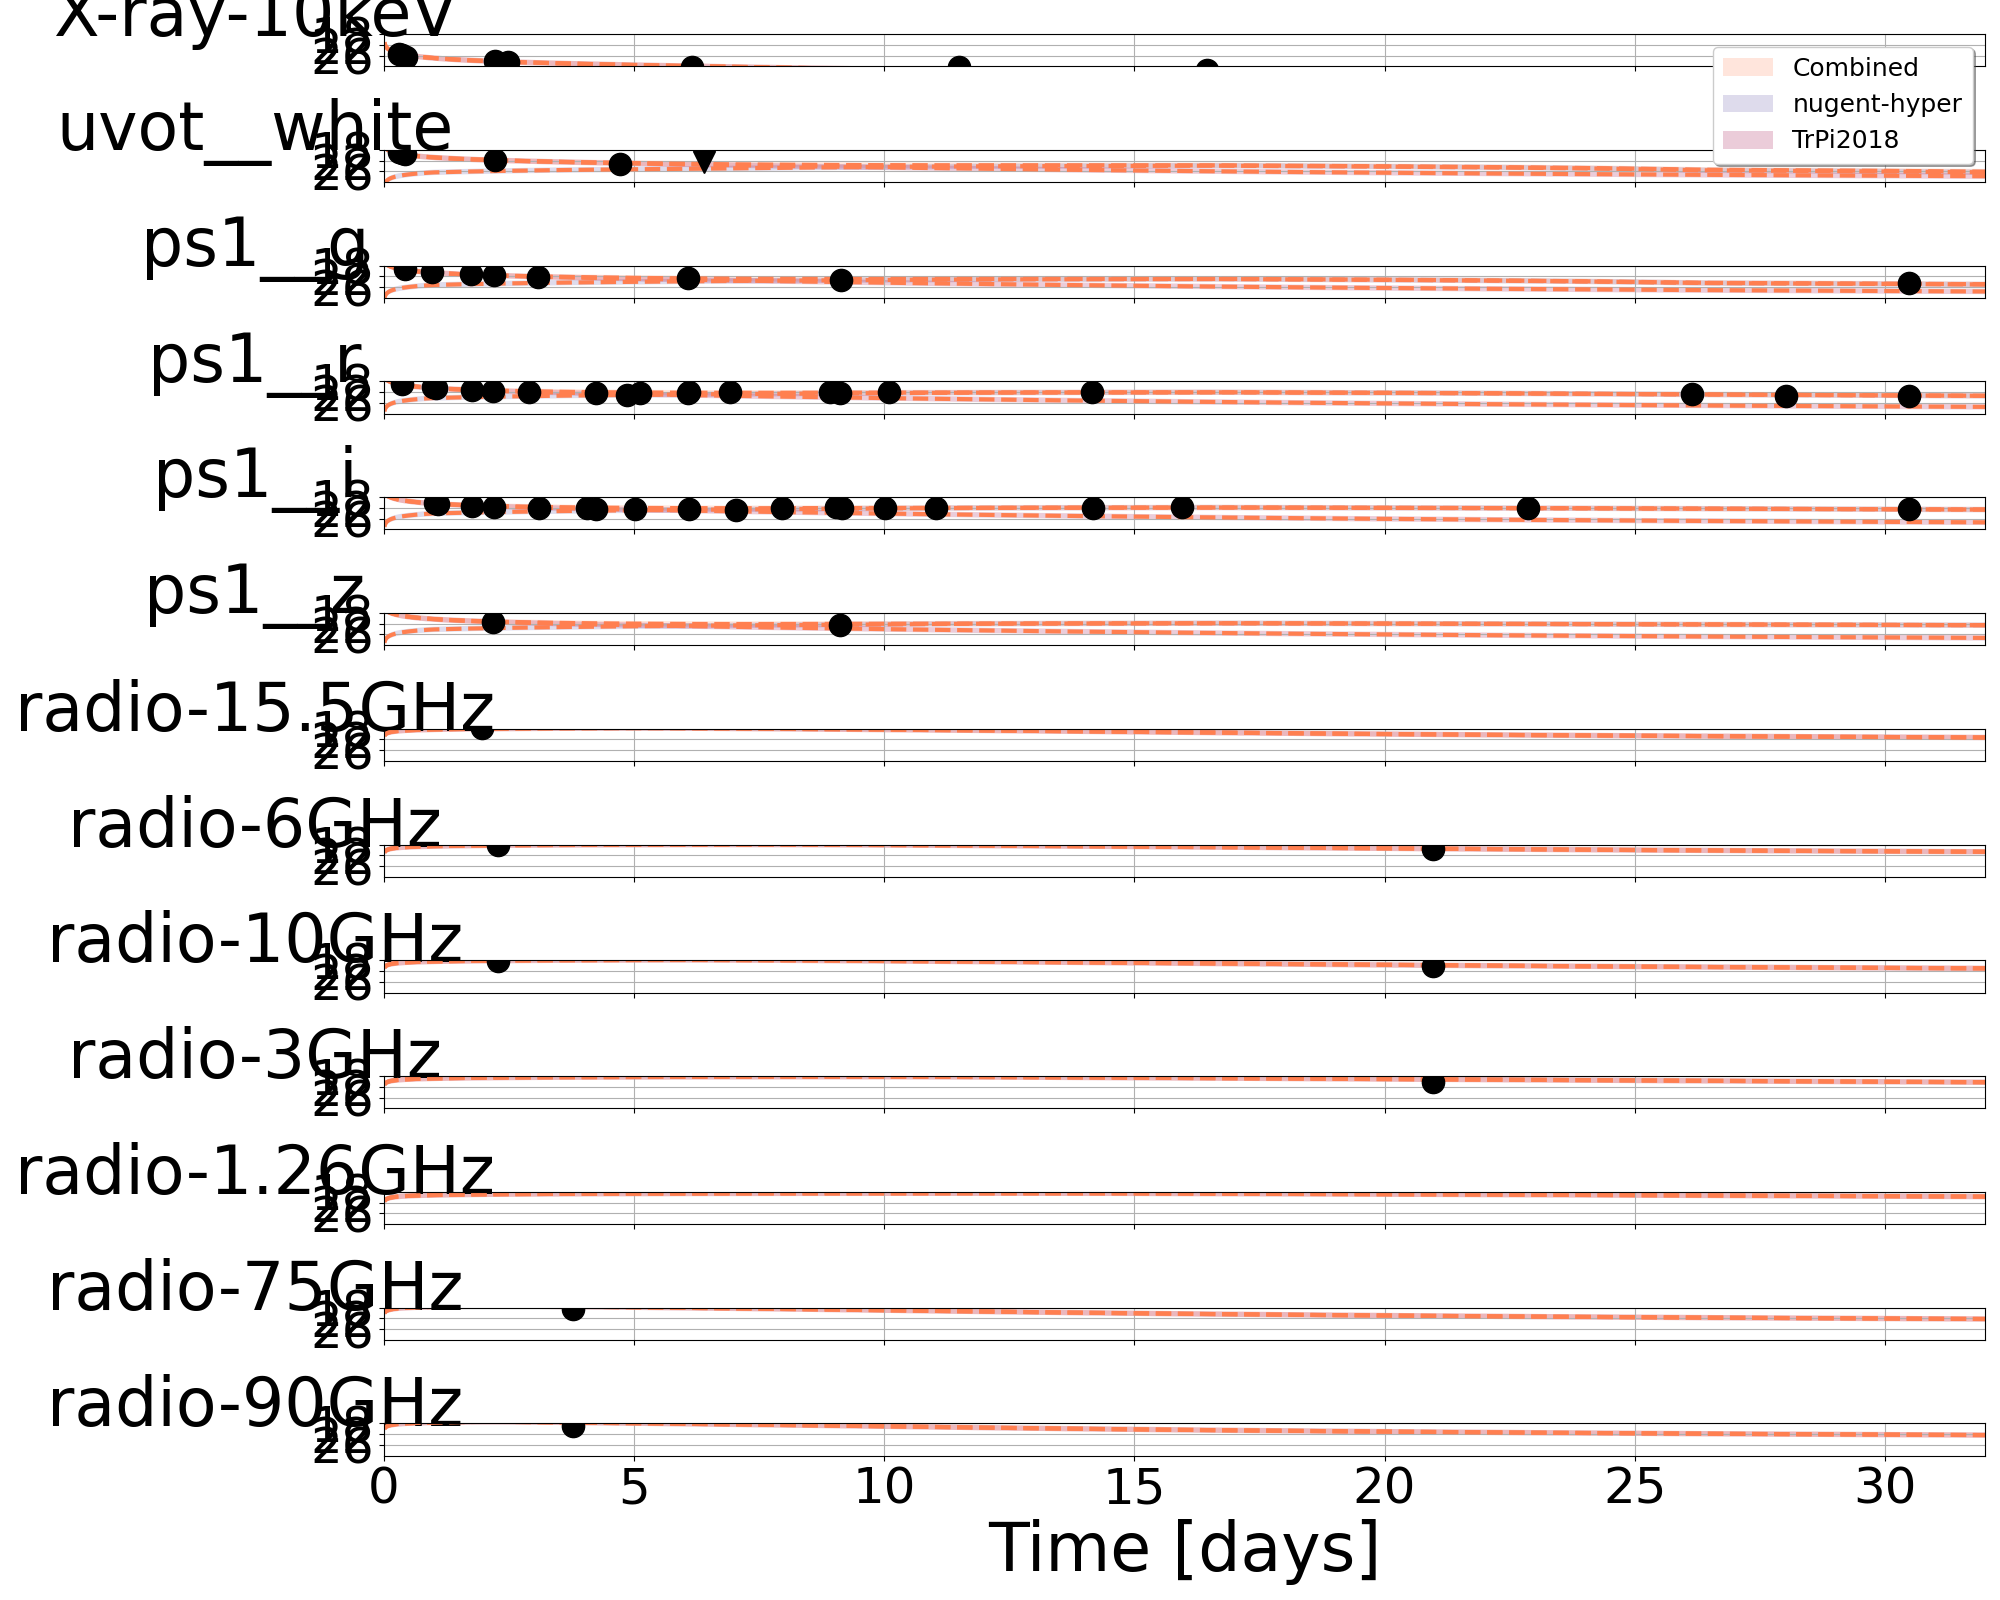 X-ray-10keV
Combined
nugent-hyper
TrPi2018
uvot__white
ps1__g
ps1__r
ps1__i
ps1__z
radio-15.5GHz
radio-6GHz
radio-10GHz
radio-3GHz
radio-1.26GHz
radio-75GHz
radio-90GHz
0 5 10 15 20 25 30
Time [days]